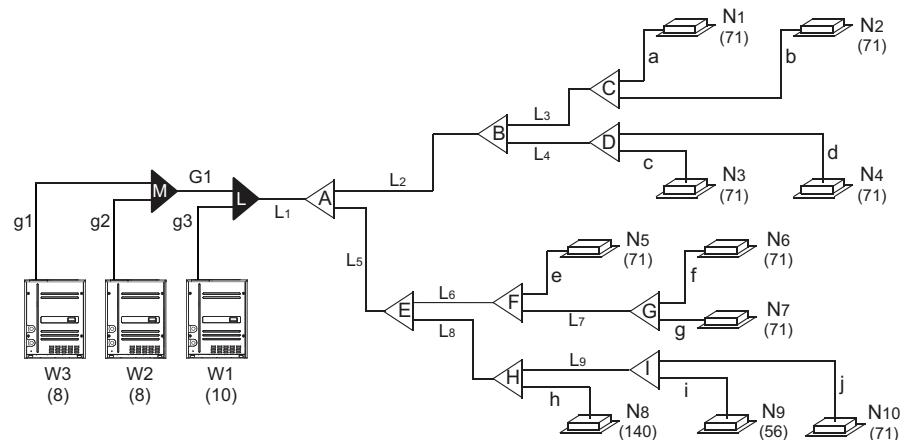 N1
(71)
N2
(71)
a
b
C
L3
B
L4
D
c
d
N3
(71)
N4
(71)
L2
M
G1
L
L1
A
g1
g2
g3
L5
N5
(71)
N6
(71)
e
f
L6
F
E
L7
G
g
N7
(71)
L8
H
L9
I
h
i
j
N8
(140)
N9
(56)
N10
(71)
W3
(8)
W2
(8)
W1
(10)